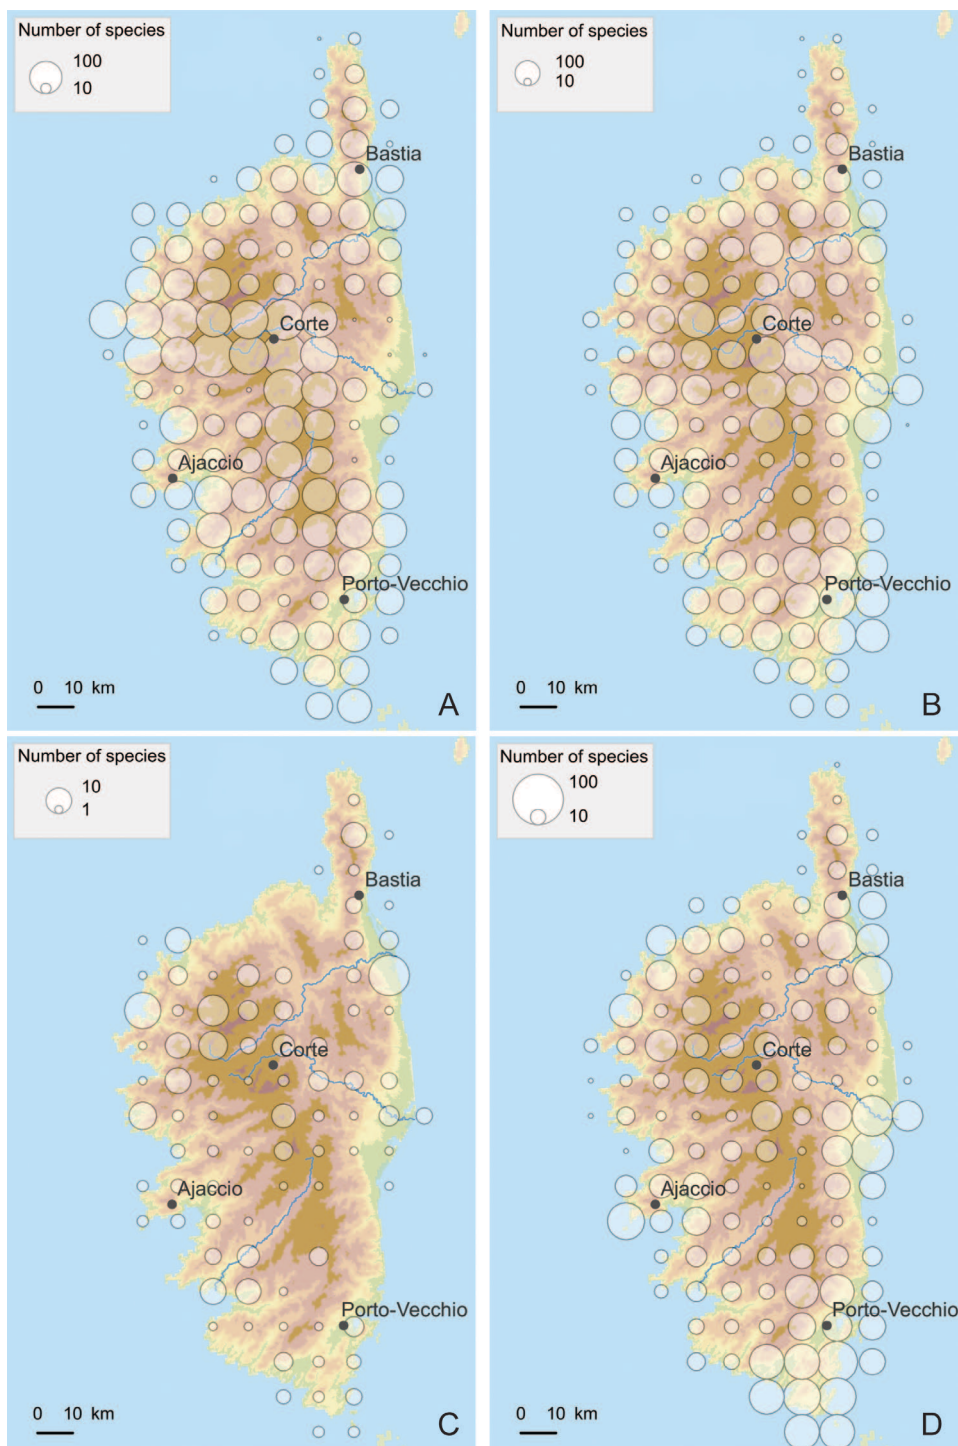 Number of species
100
10
Bastia
Corte
Ajaccio
Porto-Vecchio
0 10 km
A
Number of species
100
10
Bastia
Corte
Ajaccio
Porto-Vecchio
0 10 km
B
Number of species
10
1
Bastia
Corte
Ajaccio
Porto-Vecchio
0 10 km
C
Number of species
100
10
Bastia
Corte
Ajaccio
Porto-Vecchio
0 10 km
D